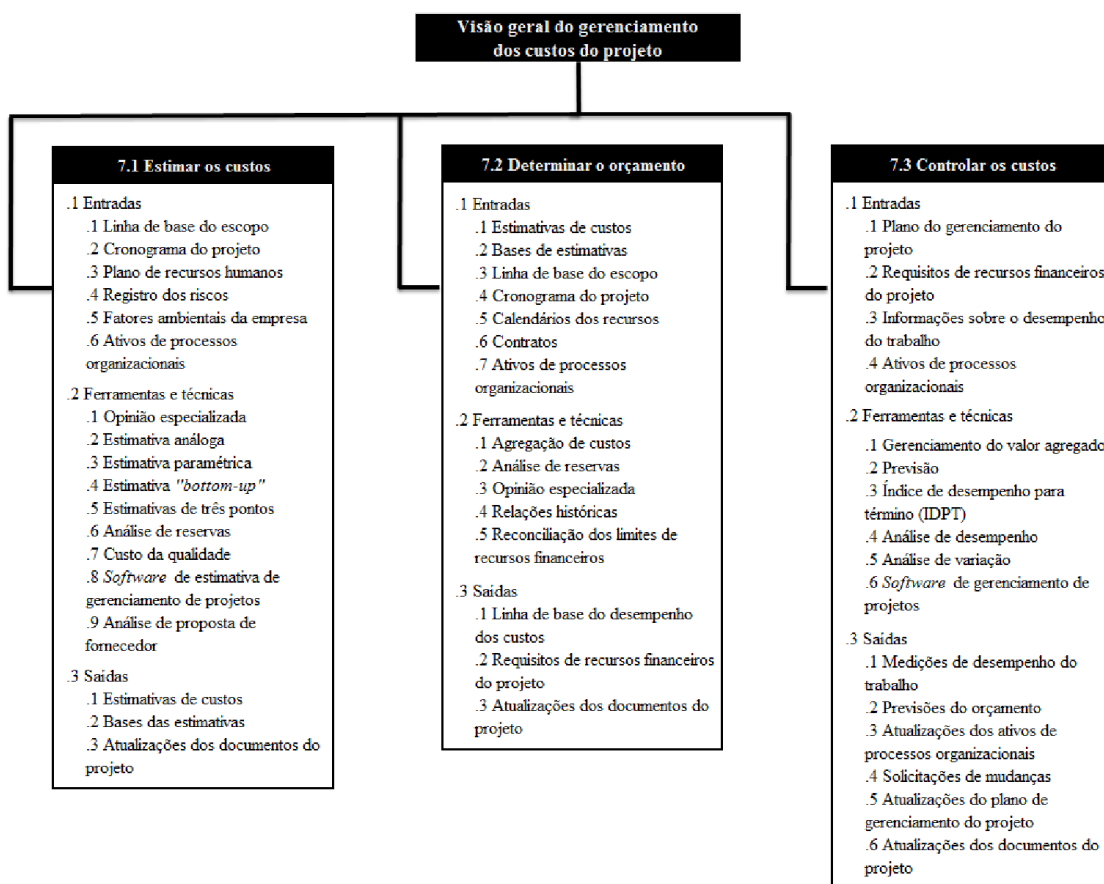 Visão geral do gerenciamento
dos custos do projeto
7.1 Estimar os custos
.1 Entradas
.1 Linha de base do escopo
.2 Cronograma do projeto
.3 Plano de recursos humanos
.4 Registro dos riscos
.5 Fatores ambientais da empresa
.6 Ativos de processos
organizacionais
.2 Ferramentas e técnicas
.1 Opinião especializada
.2 Estimativa análoga
.3 Estimativa paramétrica
.4 Estimativa "bottom-up"
.5 Estimativas de três pontos
.6 Análise de reservas
.7 Custo da qualidade
.8 Software de estimativa de
gerenciamento de projetos
.9 Análise de proposta de
fornecedor
.3 Saídas
.1 Estimativas de custos
.2 Bases das estimativas
.3 Atualizações dos documentos do
projeto
7.2 Determinar o orçamento
.1 Entradas
.1 Estimativas de custos
.2 Bases de estimativas
.3 Linha de base do escopo
.4 Cronograma do projeto
.5 Calendários dos recursos
.6 Contratos
.7 Ativos de processos
organizacionais
.2 Ferramentas e técnicas
.1 Agregação de custos
.2 Análise de reservas
.3 Opinião especializada
.4 Relações históricas
.5 Reconciliação dos limites de
recursos financeiros
.3 Saídas
.1 Linha de base do desempenho
dos custos
.2 Requisitos de recursos financeiros
do projeto
.3 Atualizações dos documentos do
projeto
7.3 Controlar os custos
.1 Entradas
.1 Plano do gerenciamento do
projeto
.2 Requisitos de recursos financeiros
do projeto
.3 Informações sobre o desempenho
do trabalho
.4 Ativos de processos
organizacionais
.2 Ferramentas e técnicas
.1 Gerenciamento do valor agregado
.2 Previsão
.3 Índice de desempenho para
término (IDPT)
.4 Análise de desempenho
.5 Análise de variação
.6 Software de gerenciamento de
projetos
.3 Saídas
.1 Medições de desempenho do
trabalho
.2 Previsões do orçamento
.3 Atualizações dos ativos de
processos organizacionais
.4 Solicitações de mudanças
.5 Atualizações do plano de
gerenciamento do projeto
.6 Atualizações dos documentos do
projeto